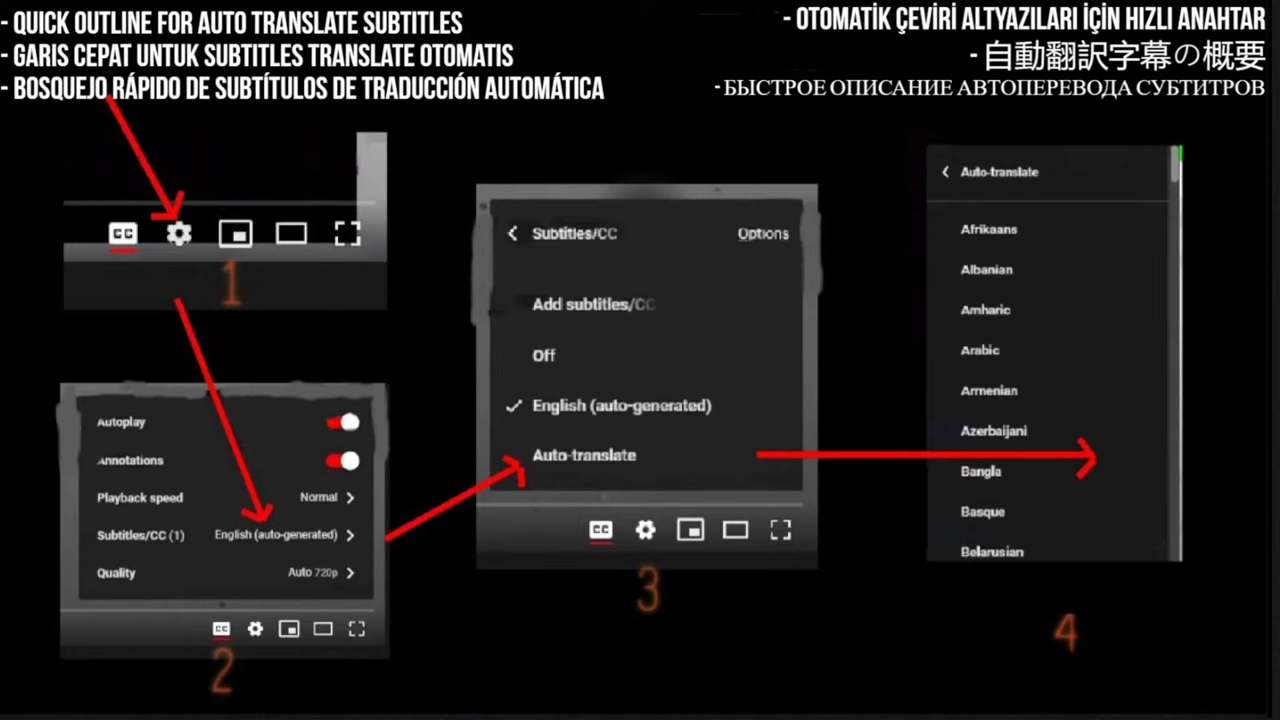 - QUICK OUTLINE FOR AUTO TRANSLATE SUBTITLES
- GARIS CEPAT UNTUK SUBTITLES TRANSLATE OTOMATIS
- BOSQUEJO RÁPIDO DE SUBTÍTULOS DE TRADUCCIÓN AUTOMÁTICA
- OTOMATİK ÇEVİRİ ALTYAZILARI İÇİN HIZLI ANAHTAR
- 自動翻訳字幕の概要
- БЫСТРОЕ ОПИСАНИЕ АВТОПЕРЕВОДА СУБТИТРОВ
CC
1
Autoplay
Annotations
Playback speed Normal
Subtitles/CC (1) English (auto-generated)
Quality Auto 720p
CC
2
Subtitles/CC Options
Add subtitles/CC
Off
English (auto-generated)
Auto-translate
CC
3
Auto-translate
Afrikaans
Albanian
Amharic
Arabic
Armenian
Azerbaijani
Bangla
Basque
Belarusian
4